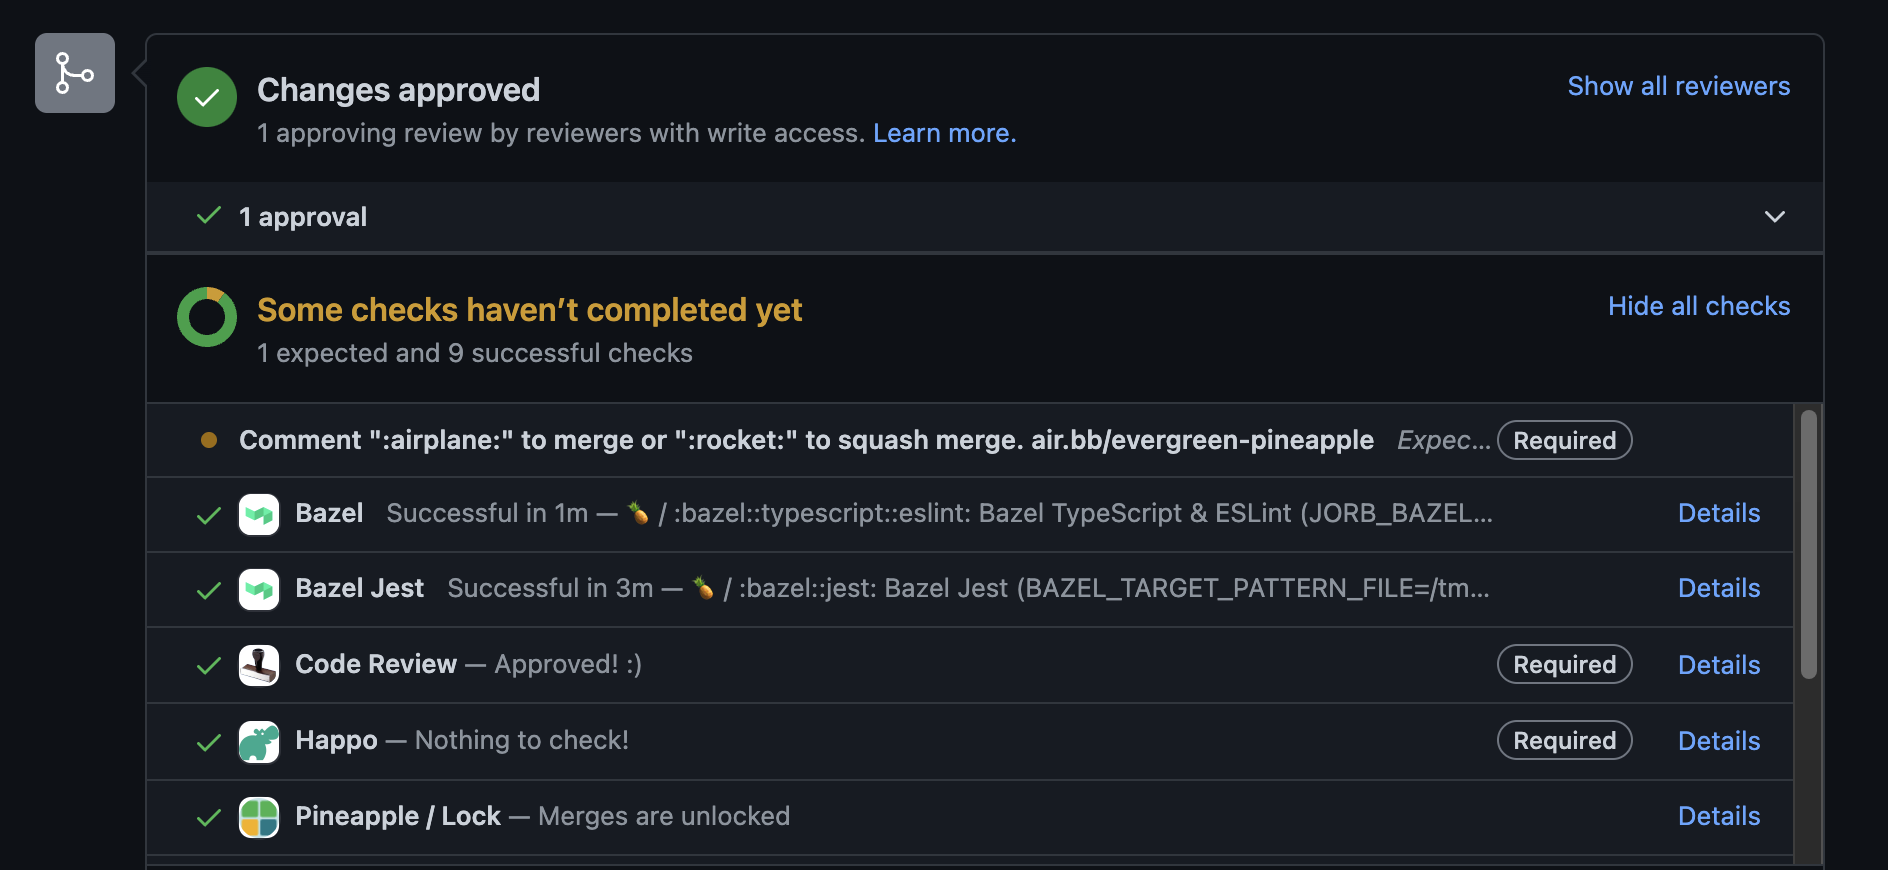 Changes approved
Show all reviewers
1 approving review by reviewers with write access. Learn more.
1 approval
Some checks haven’t completed yet
Hide all checks
1 expected and 9 successful checks
Comment ":airplane:" to merge or ":rocket:" to squash merge. air.bb/evergreen-pineapple Expec... Required
Bazel Successful in 1m — 🍍 / :bazel::typescript::eslint: Bazel TypeScript & ESLint (JORB_BAZEL... Details
Bazel Jest Successful in 3m — 🍍 / :bazel::jest: Bazel Jest (BAZEL_TARGET_PATTERN_FILE=/tm... Details
Code Review — Approved! :) Required Details
Happo — Nothing to check! Required Details
Pineapple / Lock — Merges are unlocked Details